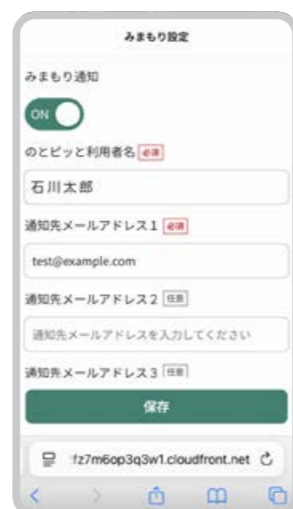 みまもり設定
みまもり通知
ON
のとピッと利用者名 必須
石川太郎
通知先メールアドレス1 必須
test@example.com
通知先メールアドレス2 任意
通知先メールアドレスを入力してください
通知先メールアドレス3 任意
保存
fz7m6op3q3w1.cloudfront.net